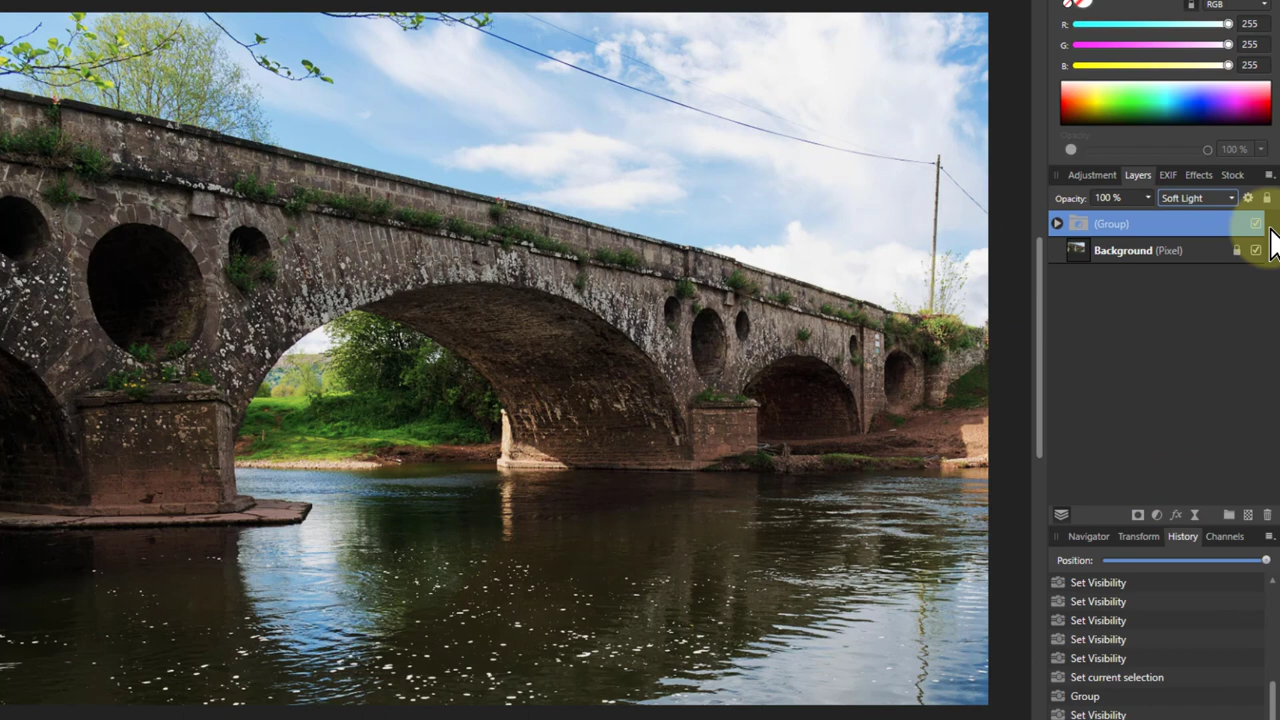 RGB
R: 255
G: 255
B: 255
Opacity
100 %
Adjustment Layers EXIF Effects Stock
Opacity: 100 % Soft Light
(Group)
Background (Pixel)
Navigator Transform History Channels
Position:
Set Visibility
Set Visibility
Set Visibility
Set Visibility
Set Visibility
Set current selection
Group
Set Visibility